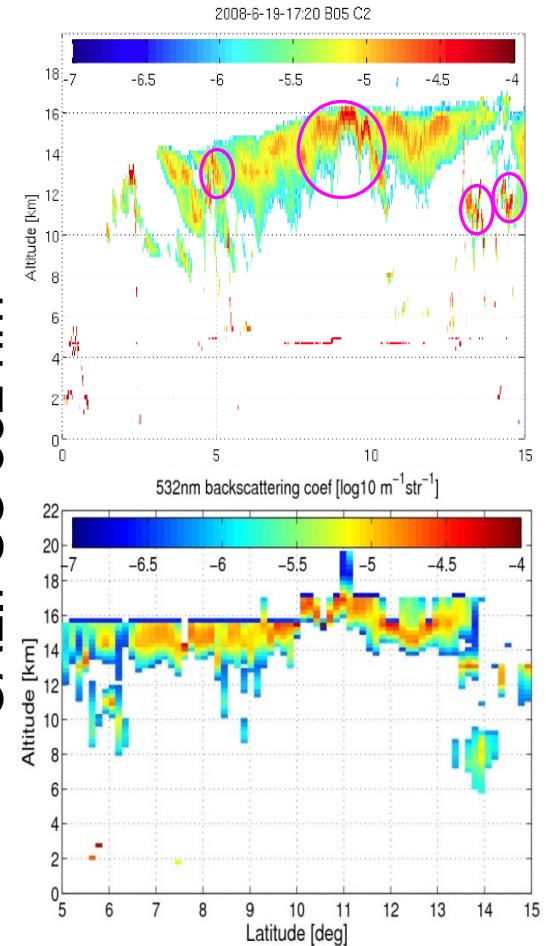 2008-6-19-17:20 B05 C2
18
-7 -6.5 -6 -5.5 -5 -4.5 -4
16
14
12
10
8
6
4
2
0
Altitude [km]
0 5 10 15
532nm backscattering coef [log10 m⁻¹str⁻¹]
22
20
-7 -6.5 -6 -5.5 -5 -4.5 -4
18
16
14
12
10
8
6
4
2
0
Altitude [km]
5 6 7 8 9 10 11 12 13 14 15
Latitude [deg]